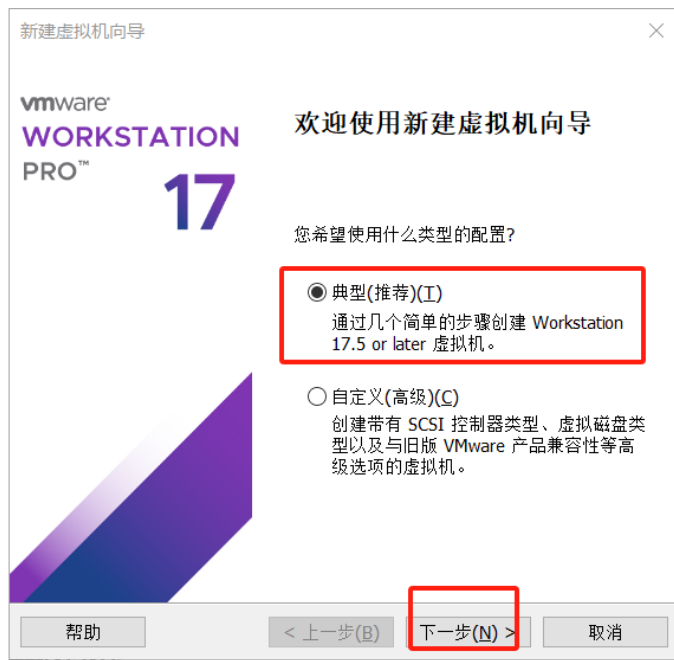 新建虚拟机向导
vmware
WORKSTATION
PRO™
17
欢迎使用新建虚拟机向导
您希望使用什么类型的配置?
典型(推荐)(T)
通过几个简单的步骤创建 Workstation
17.5 or later 虚拟机。
自定义(高级)(C)
创建带有 SCSI 控制器类型、虚拟磁盘类
型以及与旧版 VMware 产品兼容性等高
级选项的虚拟机。
帮助
< 上一步(B)
下一步(N) >
取消